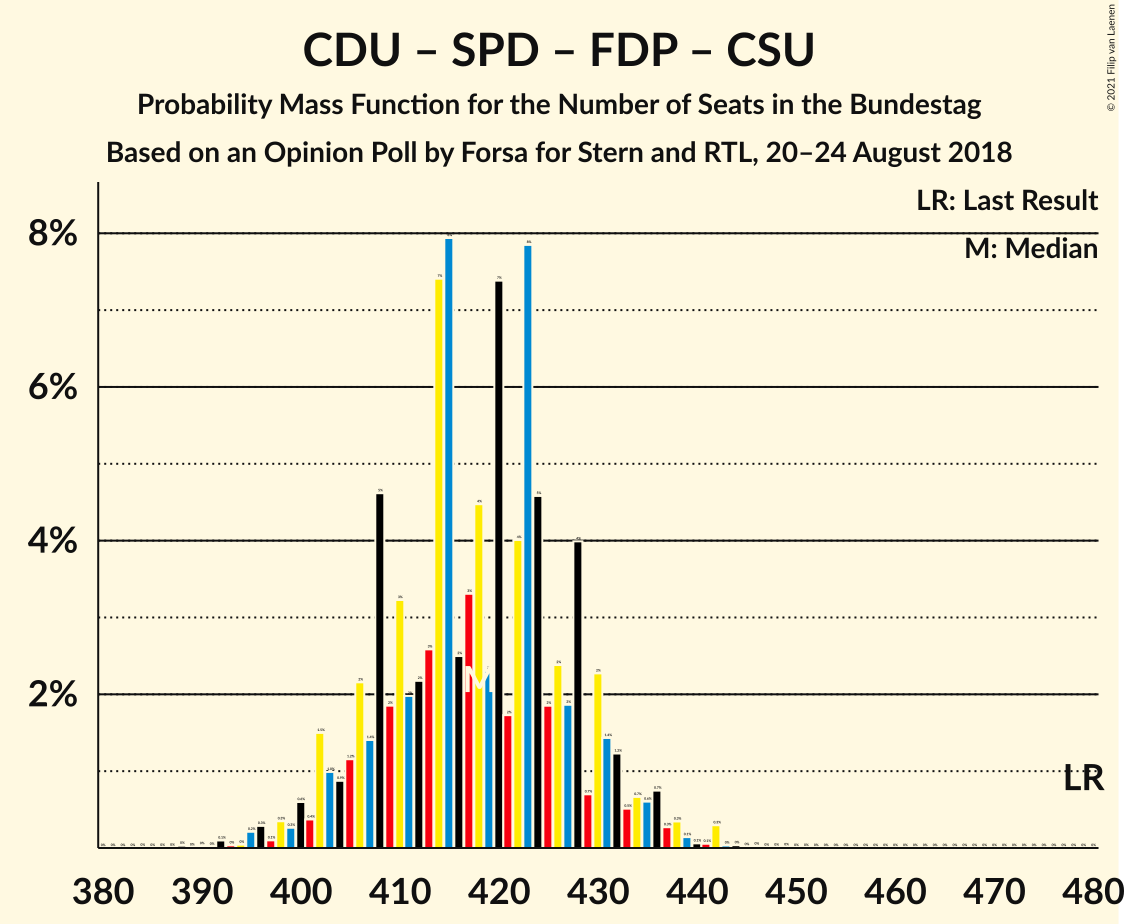 CDU – SPD – FDP – CSU
Probability Mass Function for the Number of Seats in the Bundestag
Based on an Opinion Poll by Forsa for Stern and RTL, 20–24 August 2018
© 2021 Filip van Laenen
LR: Last Result
M: Median
8%
6%
4%
2%
M
LR
380 390 400 410 420 430 440 450 460 470 480